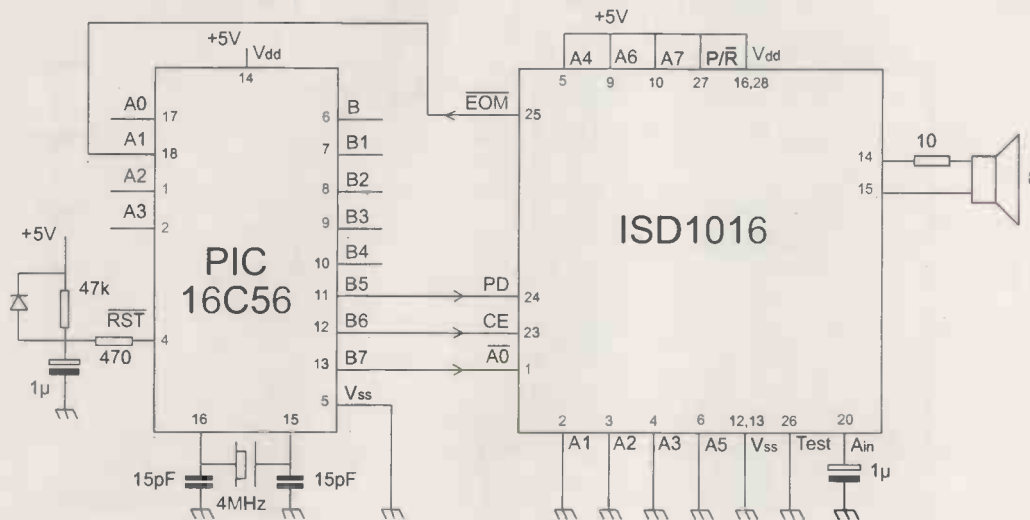 +5V
+5V Vdd
14
A4 A6 A7 P/R̅ Vdd
5 9 10 27 16,28
E̅O̅M̅ 25
A0 17
A1 18
A2 1
A3 2
B 6
B1 7
B2 8
B3 9
B4 10
B5 11
B6 12
B7 13
Vss 5
PIC
16C56
ISD1016
10
14
15
PD 24
CE 23
A̅0̅ 1
+5V
47k
R̅S̅T̅
470 4
1µ
16 15
15pF 15pF
4MHz
2 3 4 6 12,13 26 20
A1 A2 A3 A5 Vss Test Ain
1µ